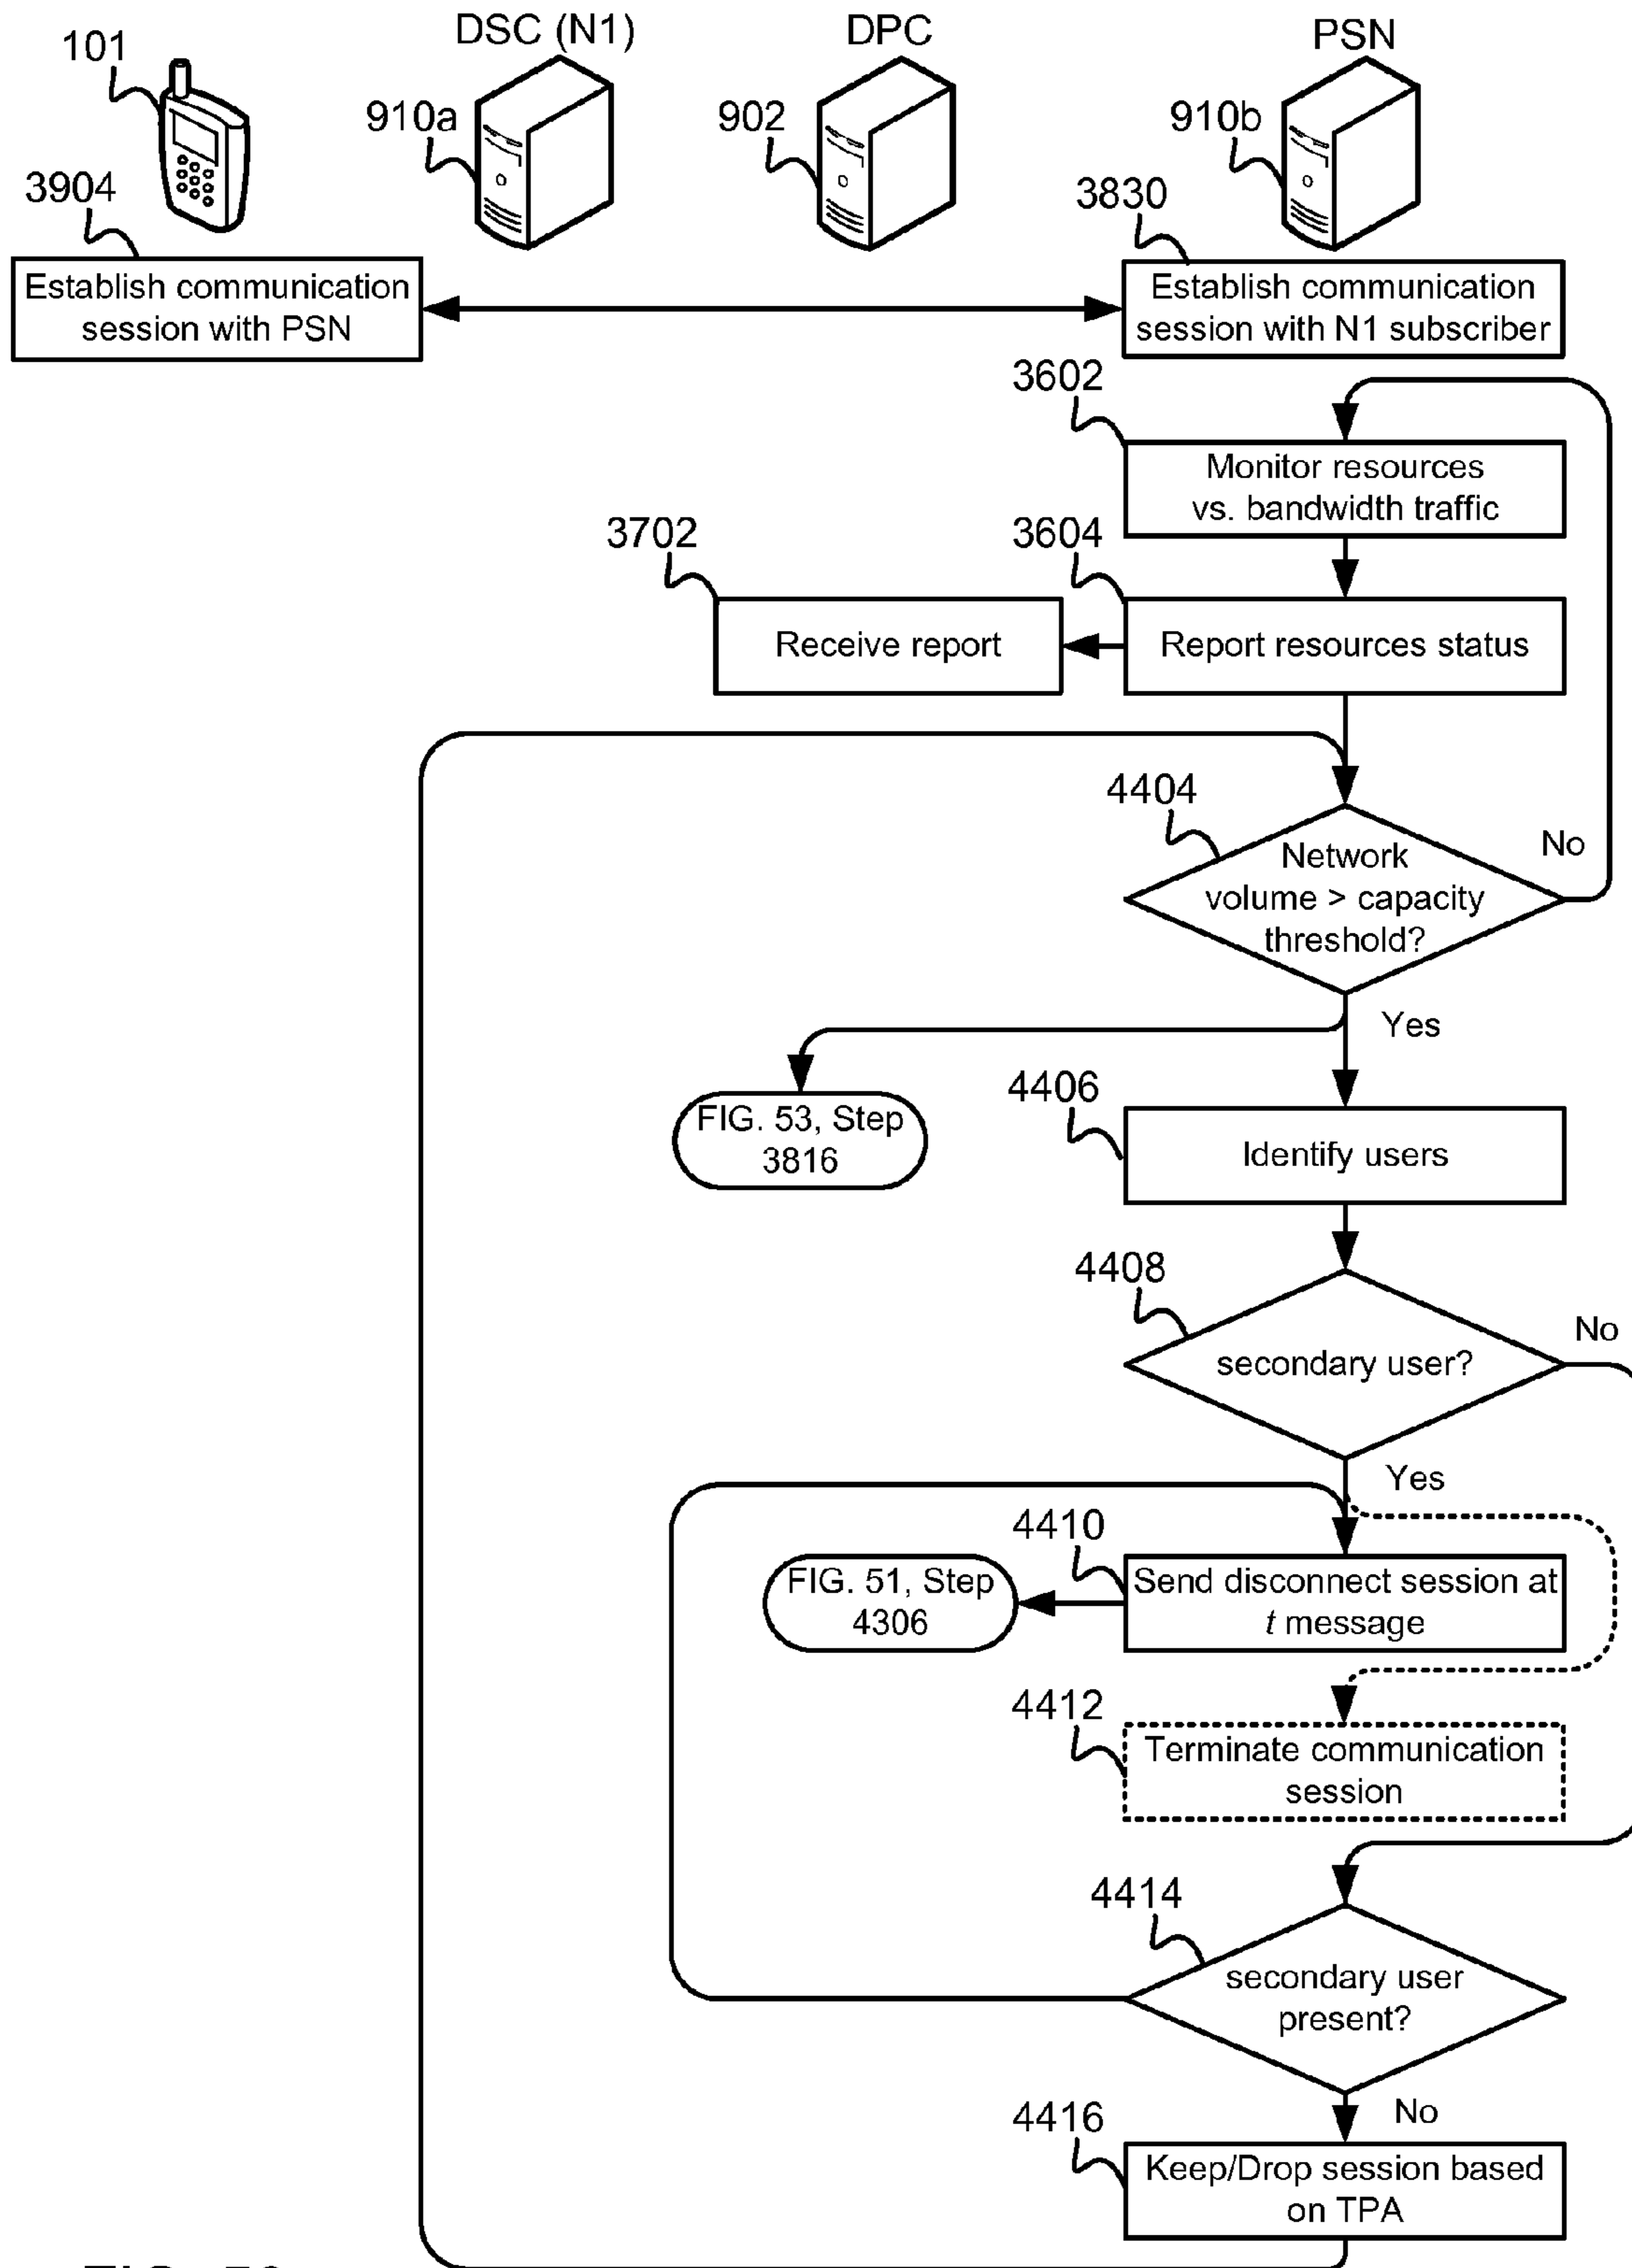 101
DSC (N1)
DPC
PSN
910a
902
910b
3904
3830
Establish communication
session with PSN
Establish communication
session with N1 subscriber
3602
Monitor resources
vs. bandwidth traffic
3702
3604
Receive report
Report resources status
4404
Network
volume > capacity
threshold?
No
Yes
FIG. 53, Step
3816
4406
Identify users
4408
secondary user?
No
Yes
4410
FIG. 51, Step
4306
Send disconnect session at
t message
4412
Terminate communication
session
4414
secondary user
present?
No
4416
Keep/Drop session based
on TPA